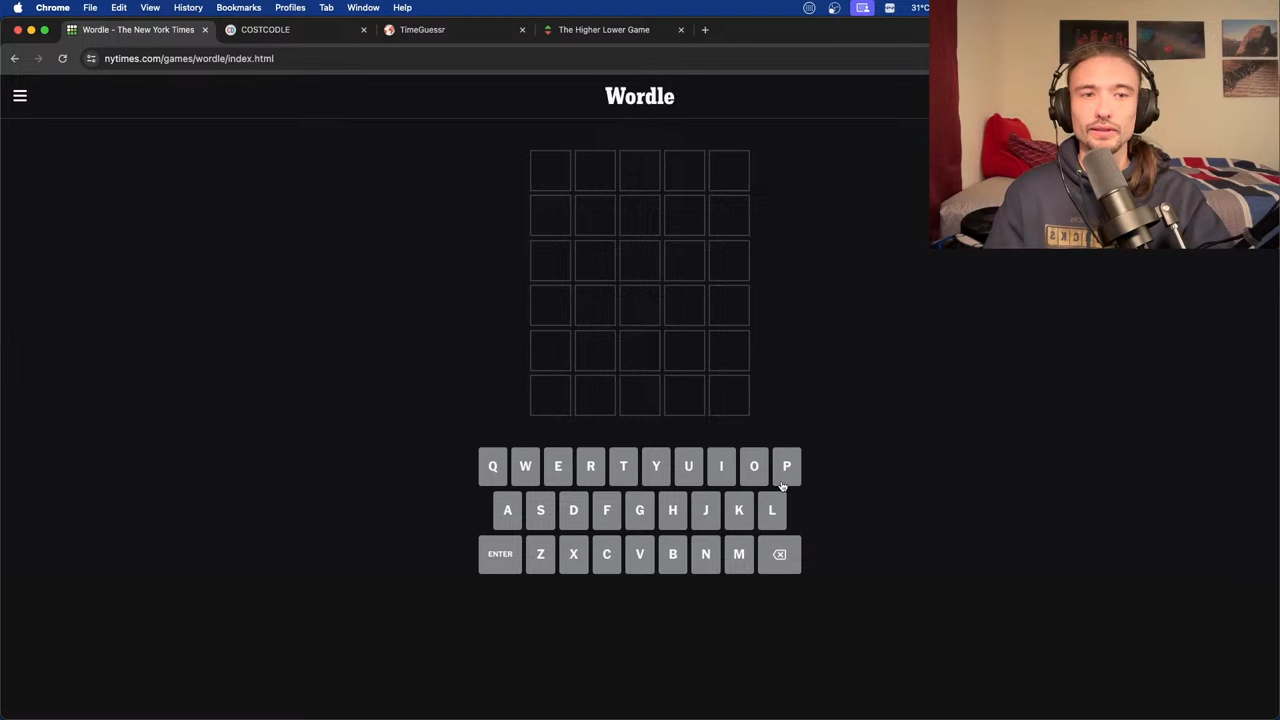 Chrome File Edit View History Bookmarks Profiles Tab Window Help 31°C
Wordle - The New York Times COSTCODLE TimeGuessr The Higher Lower Game
nytimes.com/games/wordle/index.html
Wordle
Q W E R T Y U I O P
A S D F G H J K L
ENTER Z X C V B N M